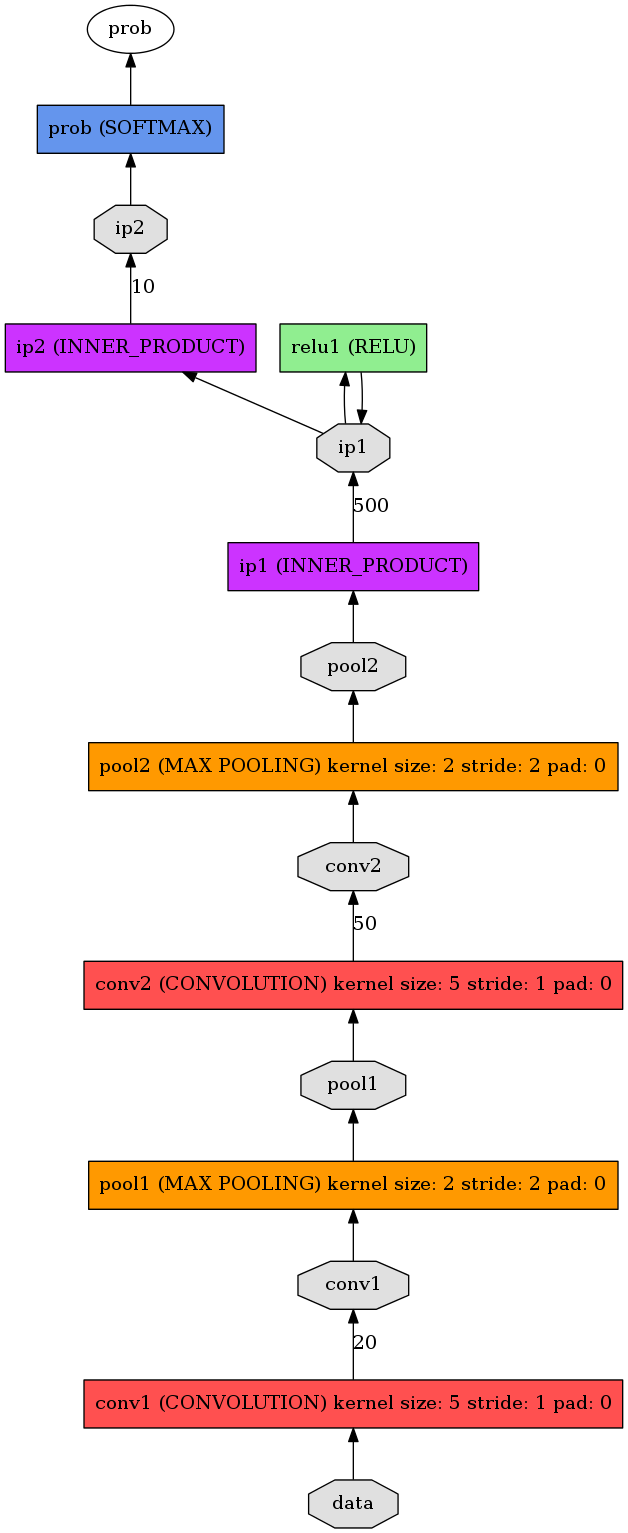 prob
prob (SOFTMAX)
ip2
10
ip2 (INNER_PRODUCT)
relu1 (RELU)
ip1
500
ip1 (INNER_PRODUCT)
pool2
pool2 (MAX POOLING) kernel size: 2 stride: 2 pad: 0
conv2
50
conv2 (CONVOLUTION) kernel size: 5 stride: 1 pad: 0
pool1
pool1 (MAX POOLING) kernel size: 2 stride: 2 pad: 0
conv1
20
conv1 (CONVOLUTION) kernel size: 5 stride: 1 pad: 0
data